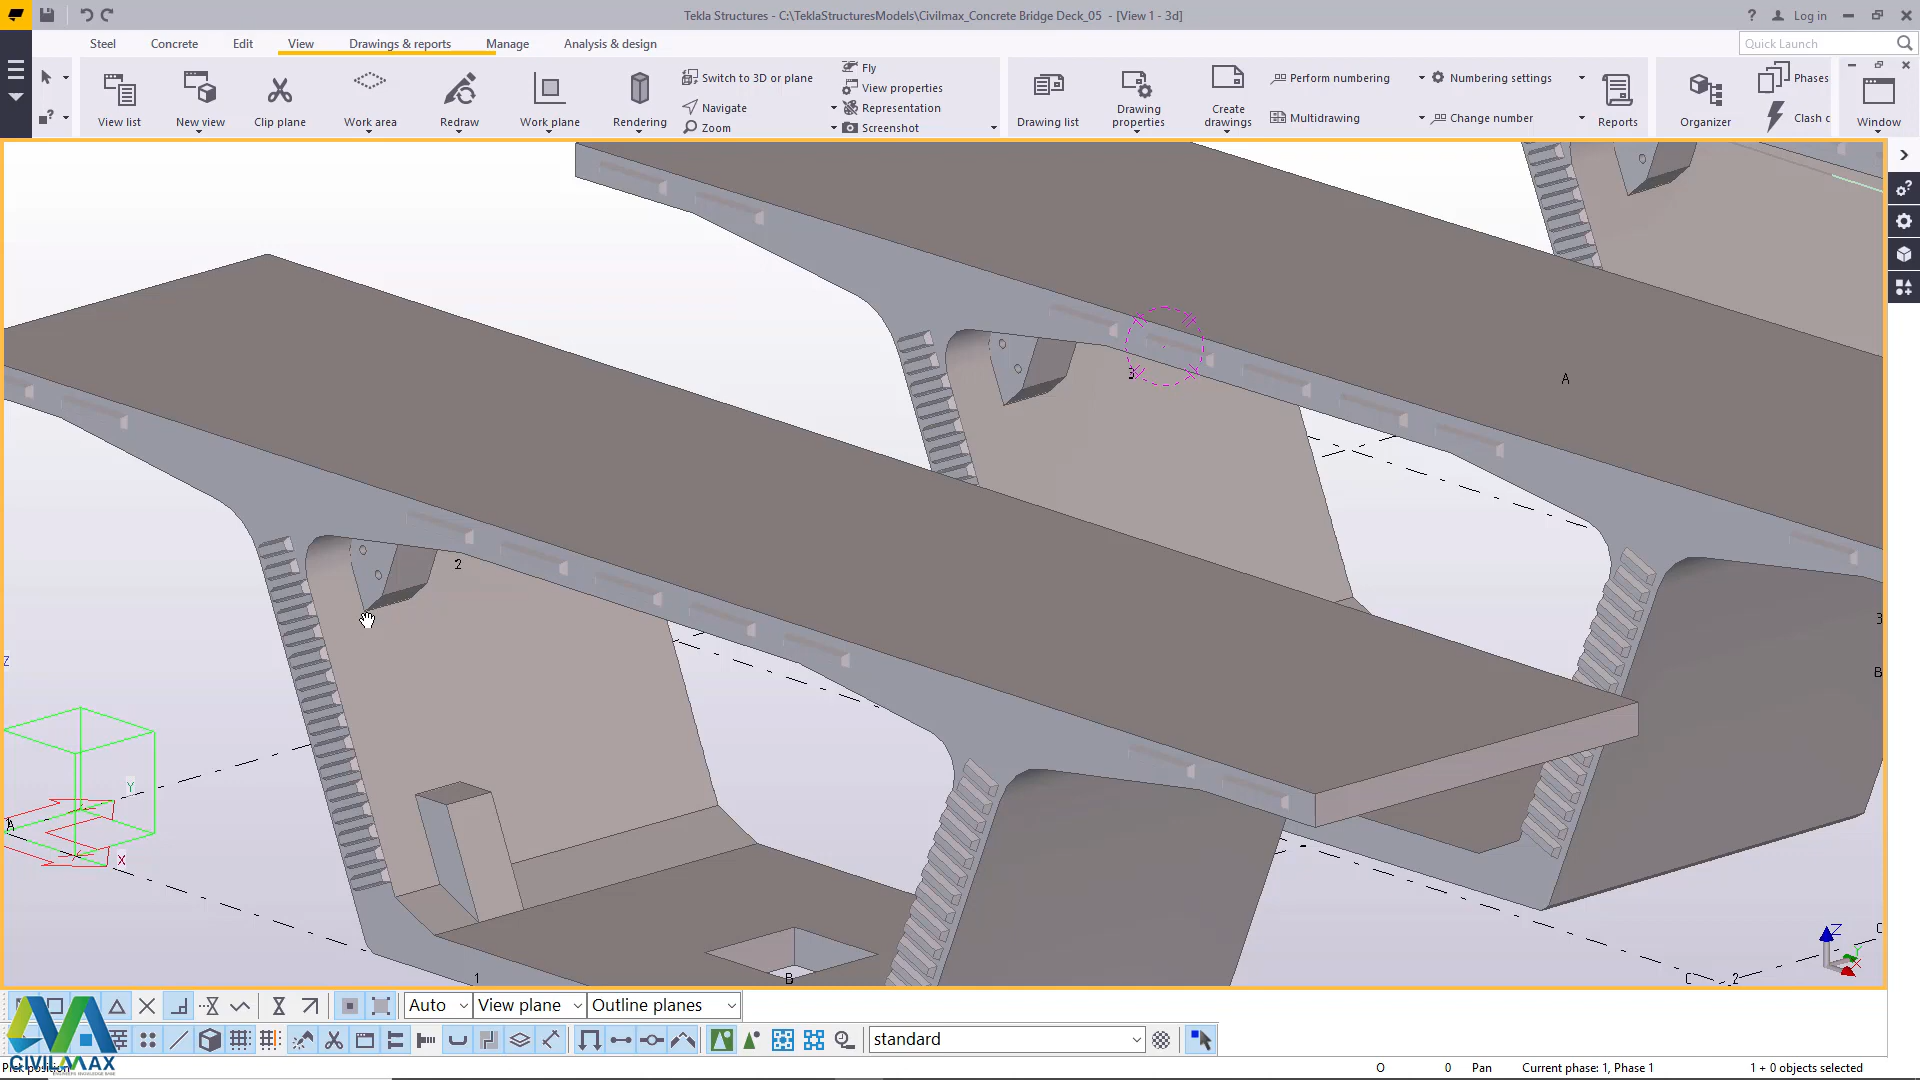 Tekla Structures - C:\TeklaStructuresModels\Civilmax_Concrete Bridge Deck_05 - [View 1 - 3d]
? Log in
Steel Concrete Edit View Drawings & reports Manage Analysis & design
Quick Launch
View list
New view
Clip plane
Work area
Redraw
Work plane
Rendering
Switch to 3D or plane
Navigate
Zoom
Fly
View properties
Representation
Screenshot
Drawing list
Drawing properties
Create drawings
Perform numbering
Multidrawing
Numbering settings
Change number
Reports
Organizer
Phases
Clash c
Window
3
A
2
3
B
Z
Y
A
X
1
B
Z
Y
X
C
C
2
Auto View plane Outline planes
standard
CIVILMAX
O 0 Pan Current phase: 1, Phase 1 1 + 0 objects selected